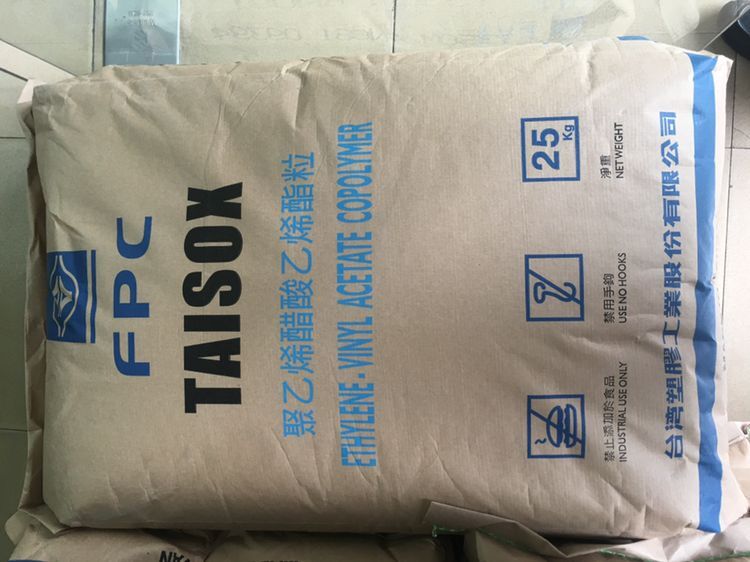 FPC
TAISOX
聚乙烯醋酸乙烯酯粒
ETHYLENE - VINYL ACETATE COPOLYMER
禁止添加於食品
INDUSTRIAL USE ONLY
禁用手鈎
USE NO HOOKS
25
Kg
淨重
NET WEIGHT
台湾塑膠工業股份有限公司